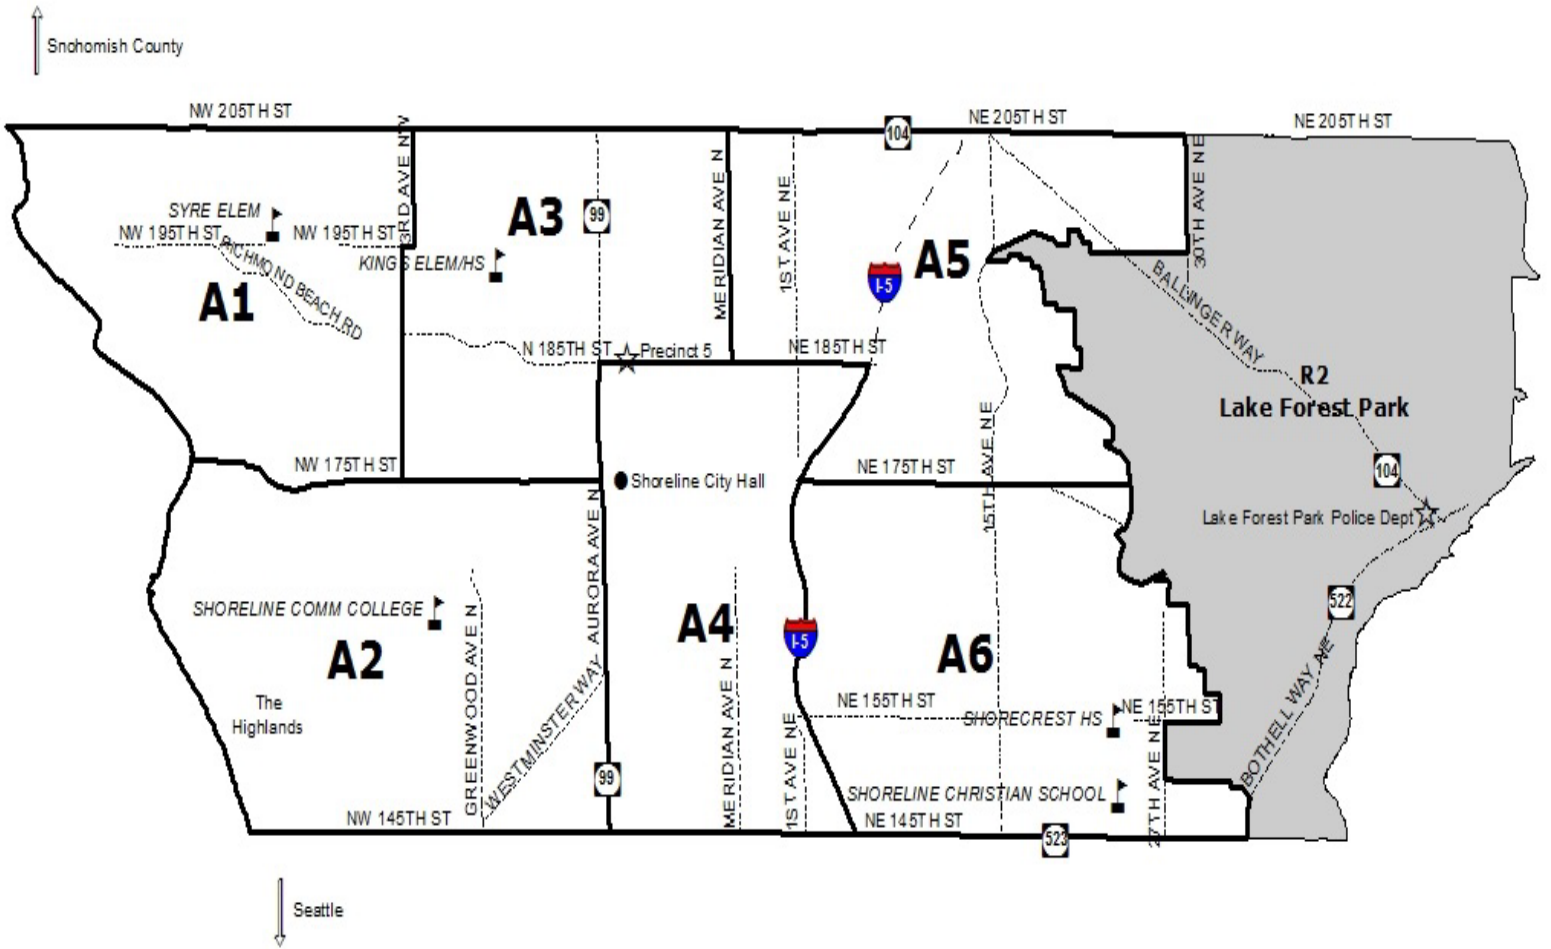 Snohomish County
NW 205TH ST
NE 205TH ST
NE 205TH ST
104
3RD AVE NW
MERIDIAN AVE N
1ST AVE NE
30TH AVE NE
SYRE ELEM
NW 195TH ST
NW 195TH ST
RICHMOND BEACH RD
KING'S ELEM/HS
A3
99
A5
I-5
A1
BALLINGER WAY
N 185TH ST
Precinct 5
NE 185TH ST
R2
Lake Forest Park
NW 175TH ST
Shoreline City Hall
NE 175TH ST
15TH AVE NE
104
Lake Forest Park Police Dept
AURORA AVE N
SHORELINE COMM COLLEGE
GREENWOOD AVE N
A2
A4
I-5
A6
522
WESTMINSTER WAY
MERIDIAN AVE N
1ST AVE NE
The
Highlands
NE 155TH ST
SHORECREST HS
NE 155TH ST
27TH AVE NE
BOTHELL WAY NE
99
SHORELINE CHRISTIAN SCHOOL
NW 145TH ST
NE 145TH ST
523
Seattle